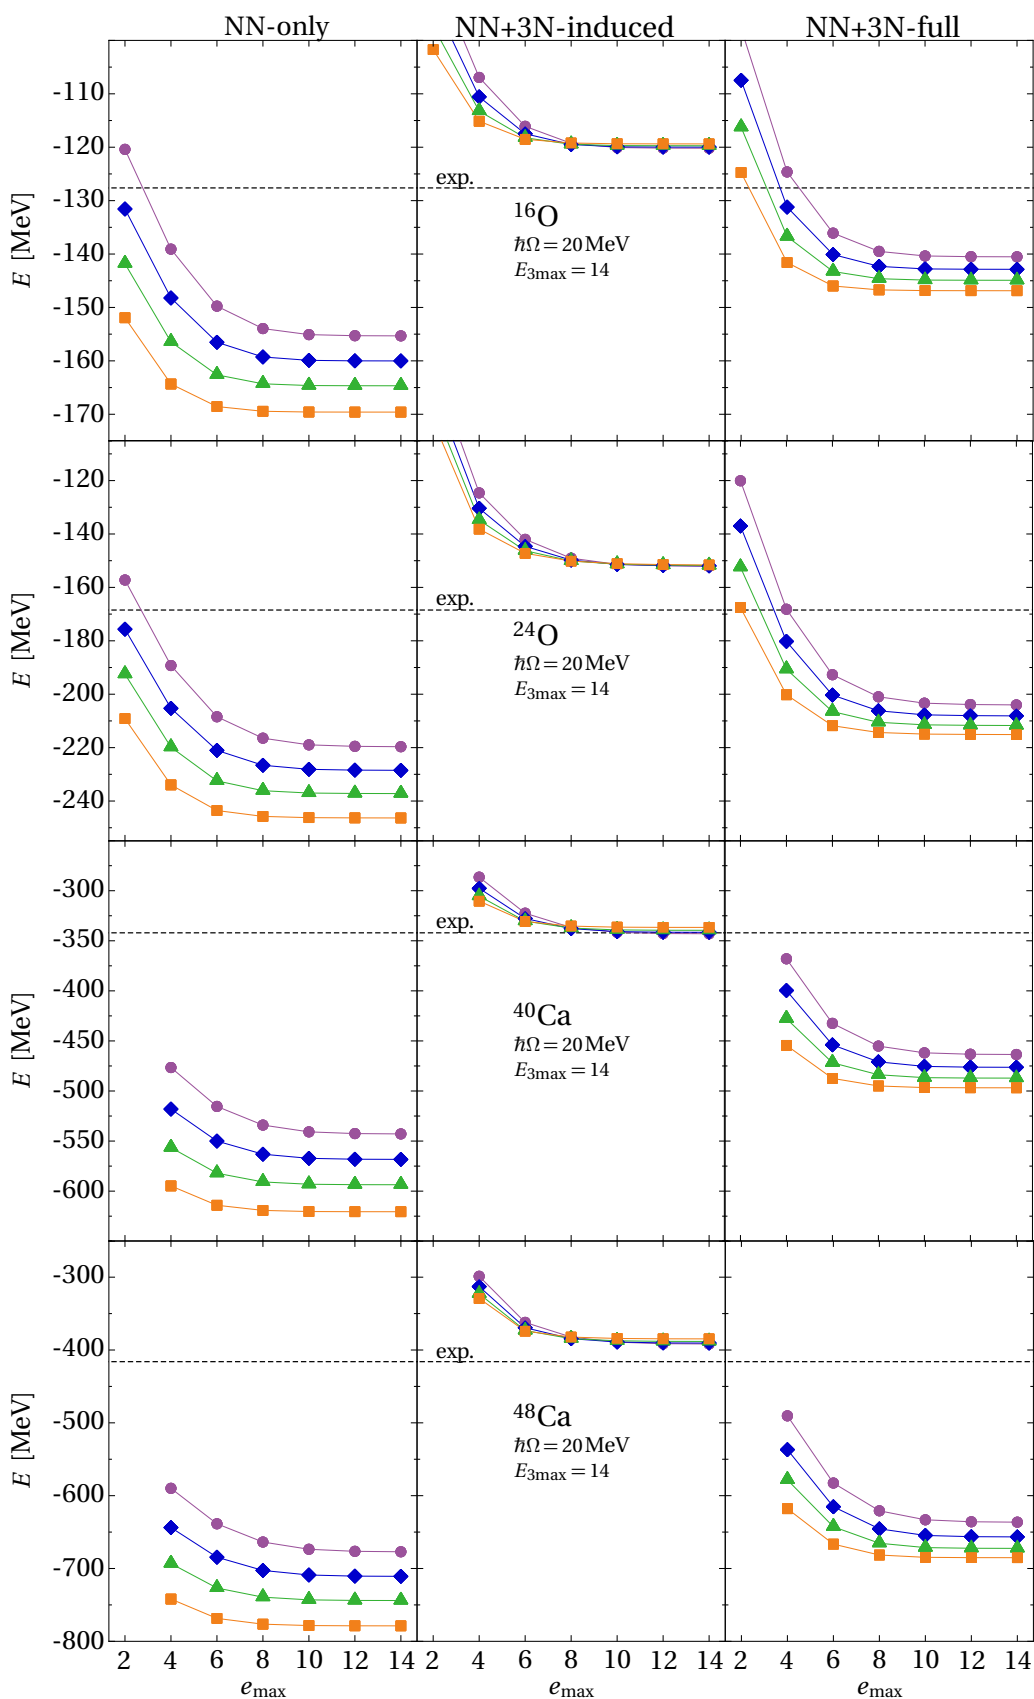 NN-only NN+3N-induced NN+3N-full
-110
-120
-130
-140
-150
-160
-170
E [MeV]
exp.
¹⁶O
ℏΩ = 20 MeV
E₃max = 14
-120
-140
-160
-180
-200
-220
-240
E [MeV]
exp.
²⁴O
ℏΩ = 20 MeV
E₃max = 14
-300
-350
-400
-450
-500
-550
-600
E [MeV]
exp.
⁴⁰Ca
ℏΩ = 20 MeV
E₃max = 14
-300
-400
-500
-600
-700
-800
E [MeV]
exp.
⁴⁸Ca
ℏΩ = 20 MeV
E₃max = 14
2 4 6 8 10 12 14 2 4 6 8 10 12 14 2 4 6 8 10 12 14
emax emax emax